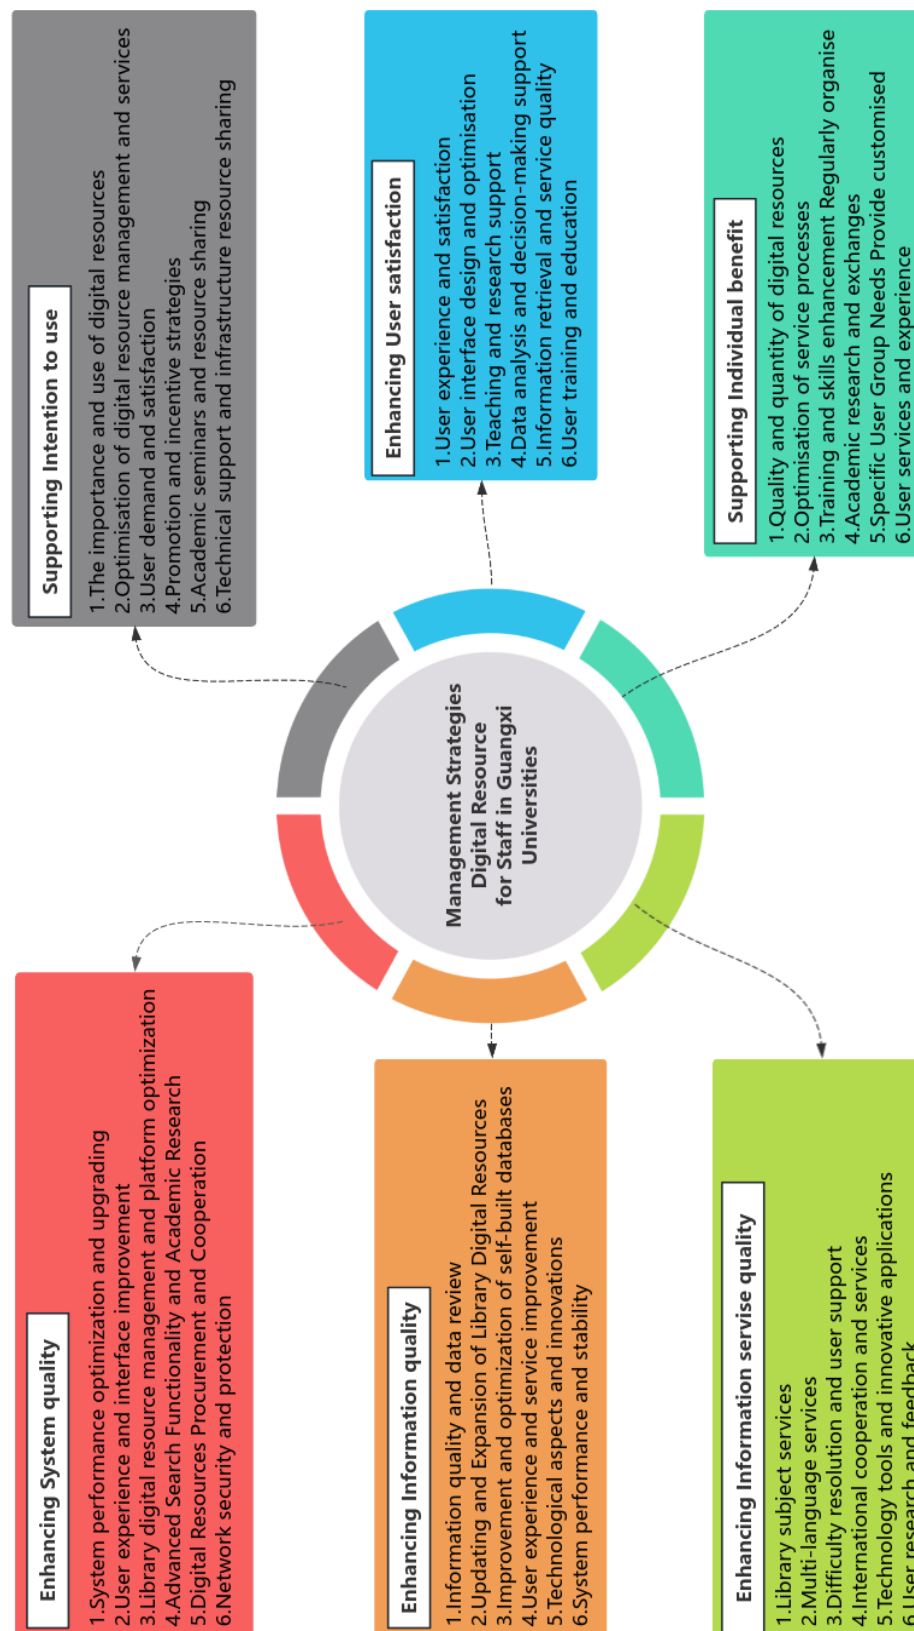 Enhancing System quality
1.System performance optimization and upgrading
2.User experience and interface improvement
3.Library digital resource management and platform optimization
4.Advanced Search Functionality and Academic Research
5.Digital Resources Procurement and Cooperation
6.Network security and protection
Supporting Intention to use
1.The importance and use of digital resources
2.Optimisation of digital resource management and services
3.User demand and satisfaction
4.Promotion and incentive strategies
5.Academic seminars and resource sharing
6.Technical support and infrastructure resource sharing
Enhancing Information quality
1.Information quality and data review
2.Updating and Expansion of Library Digital Resources
3.Improvement and optimization of self-built databases
4.User experience and service improvement
5.Technological aspects and innovations
6.System performance and stability
Management Strategies
Digital Resource
for Staff in Guangxi
Universities
Enhancing User satisfaction
1.User experience and satisfaction
2.User interface design and optimisation
3.Teaching and research support
4.Data analysis and decision-making support
5.Information retrieval and service quality
6.User training and education
Enhancing Information servise quality
1.Library subject services
2.Multi-language services
3.Difficulty resolution and user support
4.International cooperation and services
5.Technology tools and innovative applications
6.User research and feedback
Supporting Individual benefit
1.Quality and quantity of digital resources
2.Optimisation of service processes
3.Training and skills enhancement Regularly organise
4.Academic research and exchanges
5.Specific User Group Needs Provide customised
6.User services and experience